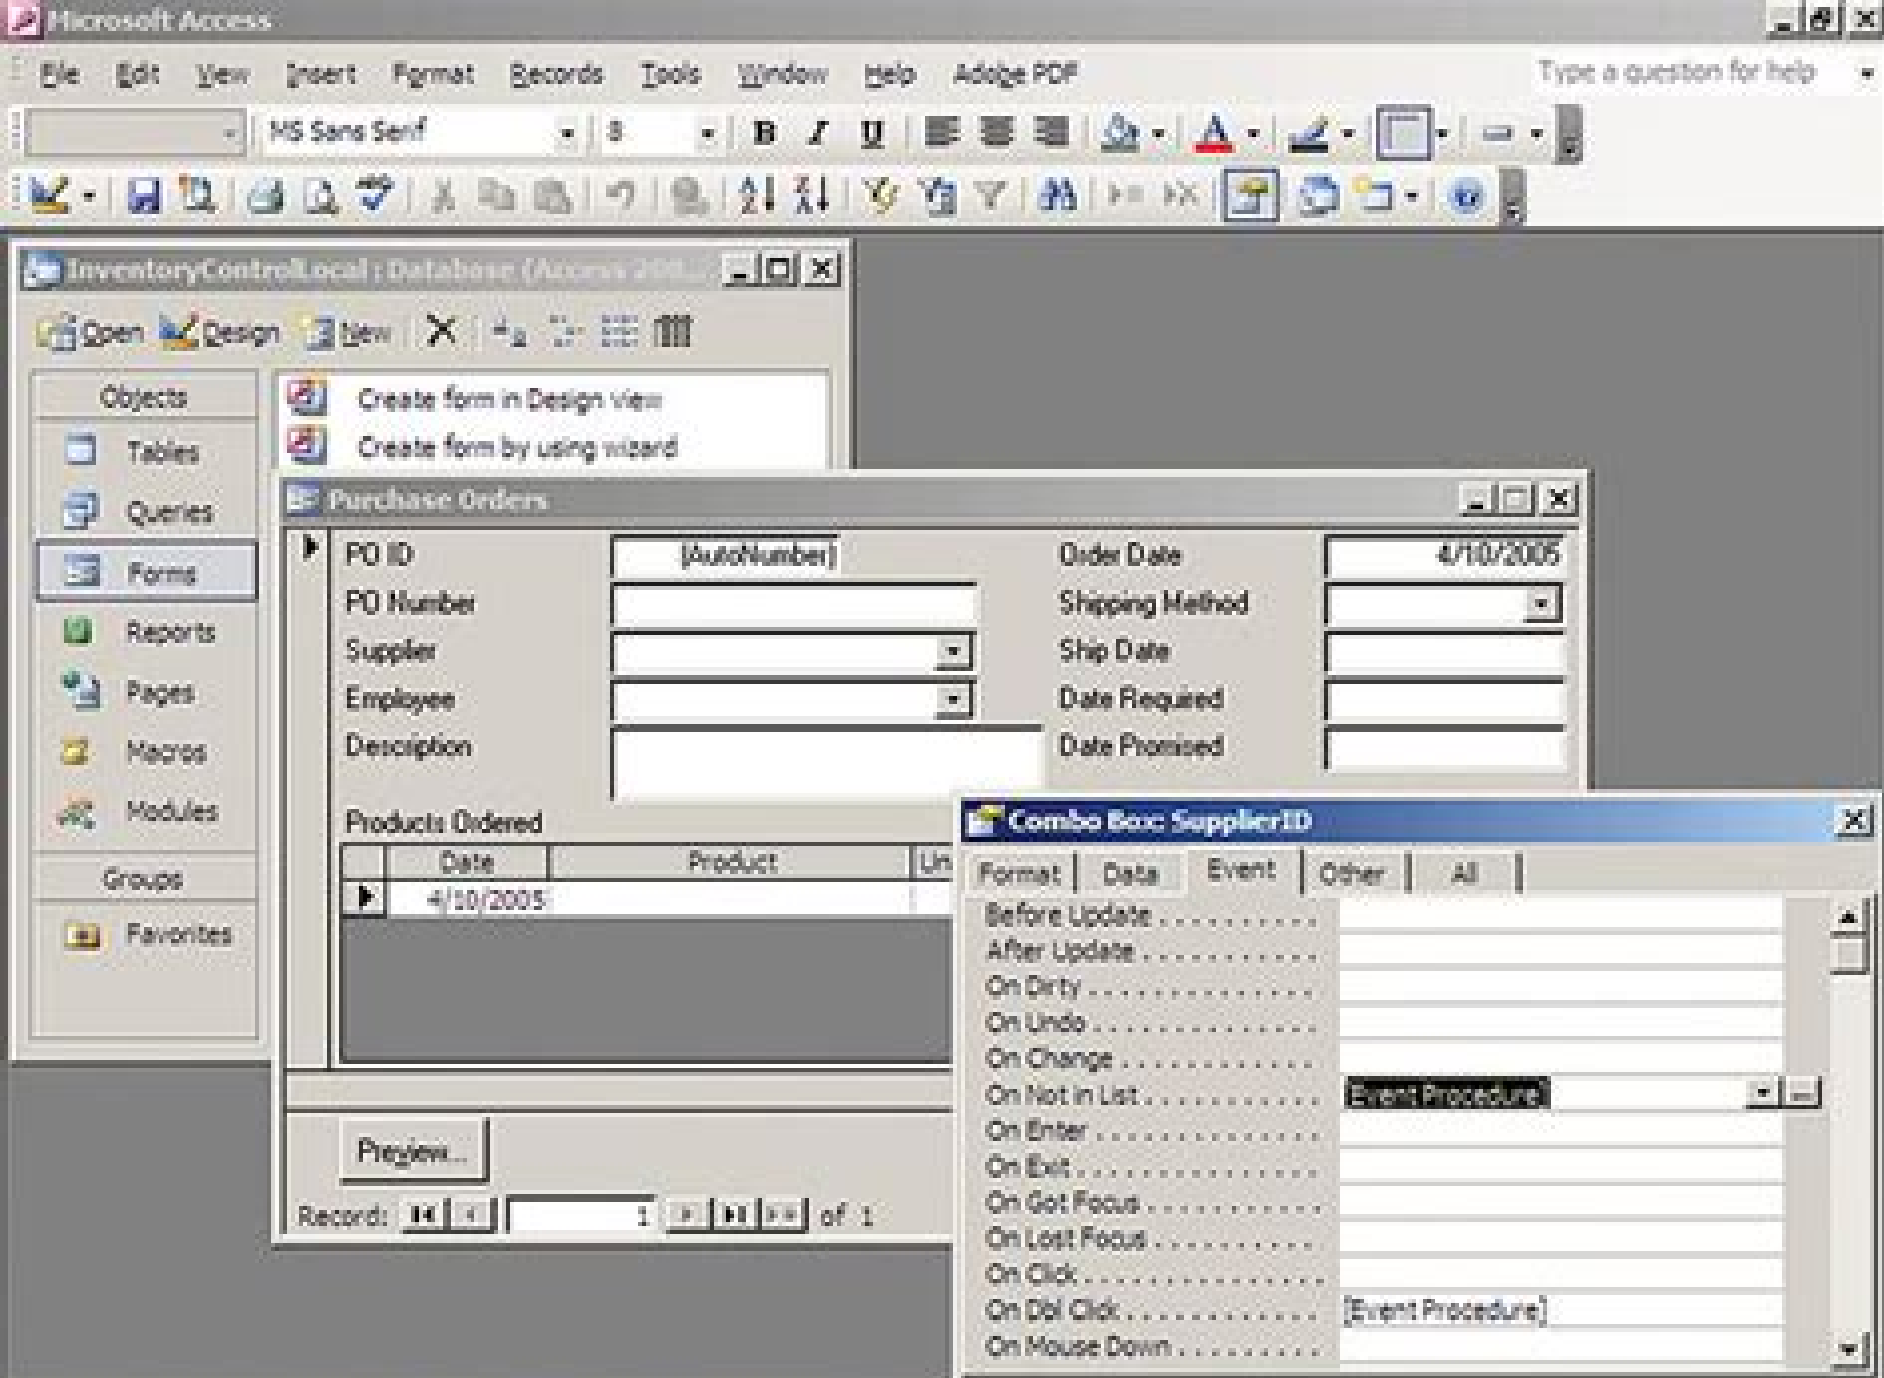 Microsoft Access
File Edit View Insert Format Records Tools Window Help Adobe PDF Type a question for help
MS Sans Serif 8 B I U
InventoryControlLocal : Database (Access 200...
Open Design New
Objects
Tables
Queries
Forms
Reports
Pages
Macros
Modules
Groups
Favorites
Create form in Design view
Create form by using wizard
Purchase Orders
PO ID (AutoNumber) Order Date 4/10/2005
PO Number Shipping Method
Supplier Ship Date
Employee Date Required
Description Date Promised
Products Ordered
Date Product Un
4/10/2005
Preview...
Record: 1 of 1
Combo Box: SupplierID
Format Data Event Other All
Before Update . . . . . . . . . .
After Update . . . . . . . . . . .
On Dirty . . . . . . . . . . . . . .
On Undo . . . . . . . . . . . . . .
On Change . . . . . . . . . . . .
On Not in List . . . . . . . . . . . [Event Procedure] ...
On Enter . . . . . . . . . . . . . .
On Exit . . . . . . . . . . . . . . .
On Got Focus . . . . . . . . . . .
On Lost Focus . . . . . . . . . .
On Click . . . . . . . . . . . . . . .
On Dbl Click . . . . . . . . . . . . [Event Procedure]
On Mouse Down . . . . . . . . .